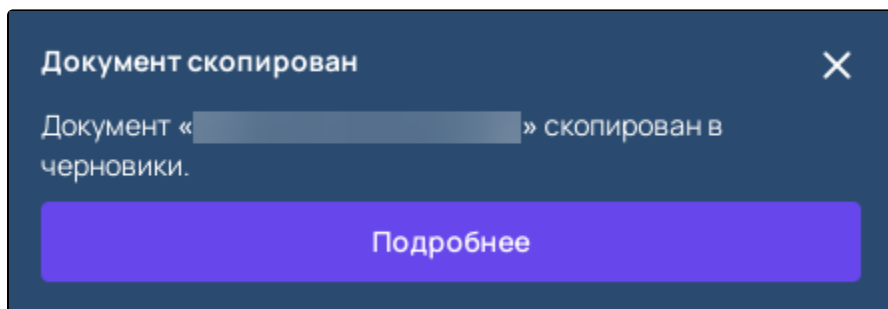 Документ скопирован
Документ «» скопирован в
черновики.
Подробнее